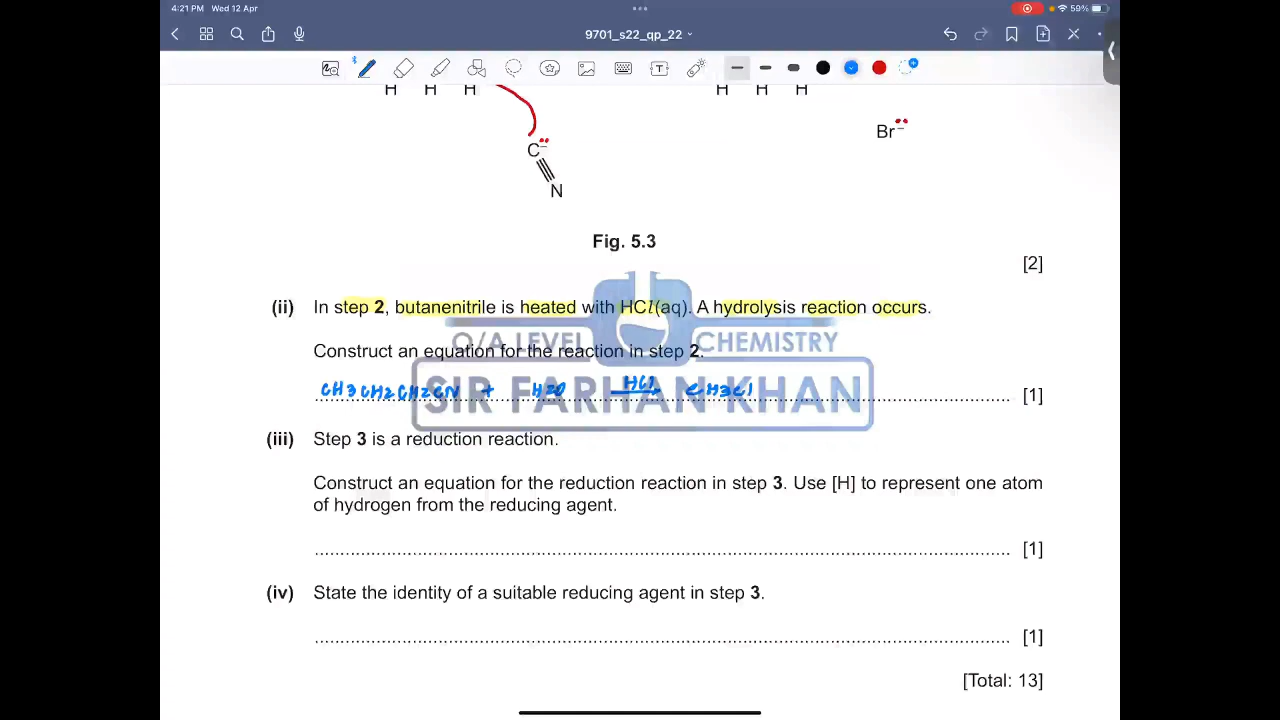 4:21 PM Wed 12 Apr
59%
9701_s22_qp_22
H H H
H H H
Br–
C–
N
Fig. 5.3
[2]
(ii) In step 2, butanenitrile is heated with HCl(aq). A hydrolysis reaction occurs.
O/A LEVEL CHEMISTRY
Construct an equation for the reaction in step 2.
SIR FARHAN KHAN
HCl
CH3CH2CH2CN + H2O CH3Cl
[1]
(iii) Step 3 is a reduction reaction.
Construct an equation for the reduction reaction in step 3. Use [H] to represent one atom
of hydrogen from the reducing agent.
[1]
(iv) State the identity of a suitable reducing agent in step 3.
[1]
[Total: 13]